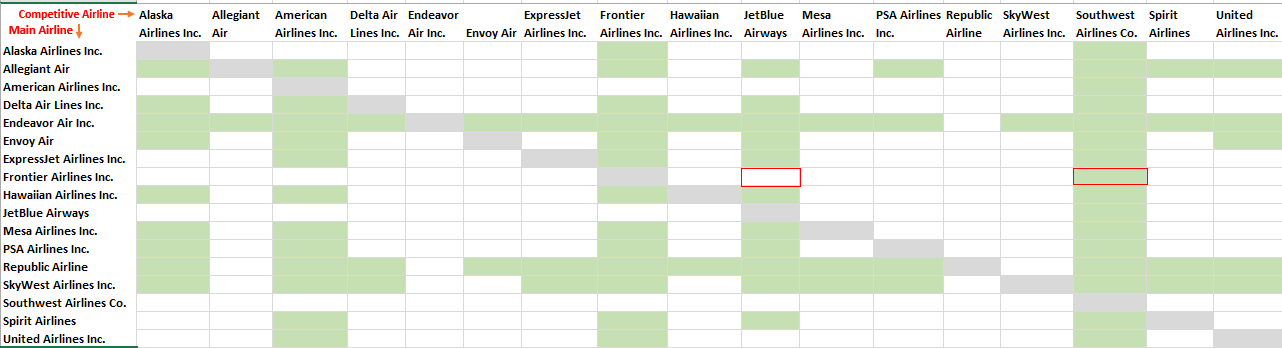 Competitive Airline →
Main Airline ↓
Alaska Airlines Inc.
Allegiant Air
American Airlines Inc.
Delta Air Lines Inc.
Endeavor Air Inc.
Envoy Air
ExpressJet Airlines Inc.
Frontier Airlines Inc.
Hawaiian Airlines Inc.
JetBlue Airways
Mesa Airlines Inc.
PSA Airlines Inc.
Republic Airline
SkyWest Airlines Inc.
Southwest Airlines Co.
Spirit Airlines
United Airlines Inc.
Alaska Airlines Inc.
Allegiant Air
American Airlines Inc.
Delta Air Lines Inc.
Endeavor Air Inc.
Envoy Air
ExpressJet Airlines Inc.
Frontier Airlines Inc.
Hawaiian Airlines Inc.
JetBlue Airways
Mesa Airlines Inc.
PSA Airlines Inc.
Republic Airline
SkyWest Airlines Inc.
Southwest Airlines Co.
Spirit Airlines
United Airlines Inc.